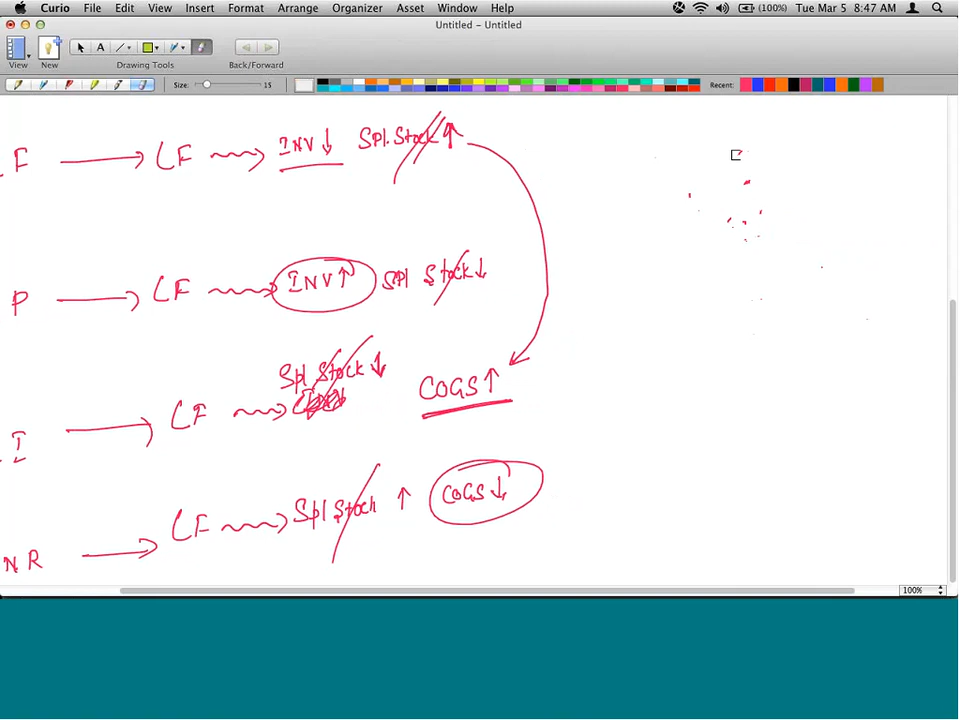 Curio File Edit View Insert Format Arrange Organizer Asset Window Help (100%) Tue Mar 5 8:47 AM
Untitled - Untitled
View New Drawing Tools Back/Forward
Size: 15 Recent:
F LF INV↓ Spl. Stock ↑
P LF INV↑ Spl Stock↓
Spl Stock ↓
I LF COGS↑
NR LF Spl Stock ↑ COGS↓
100%